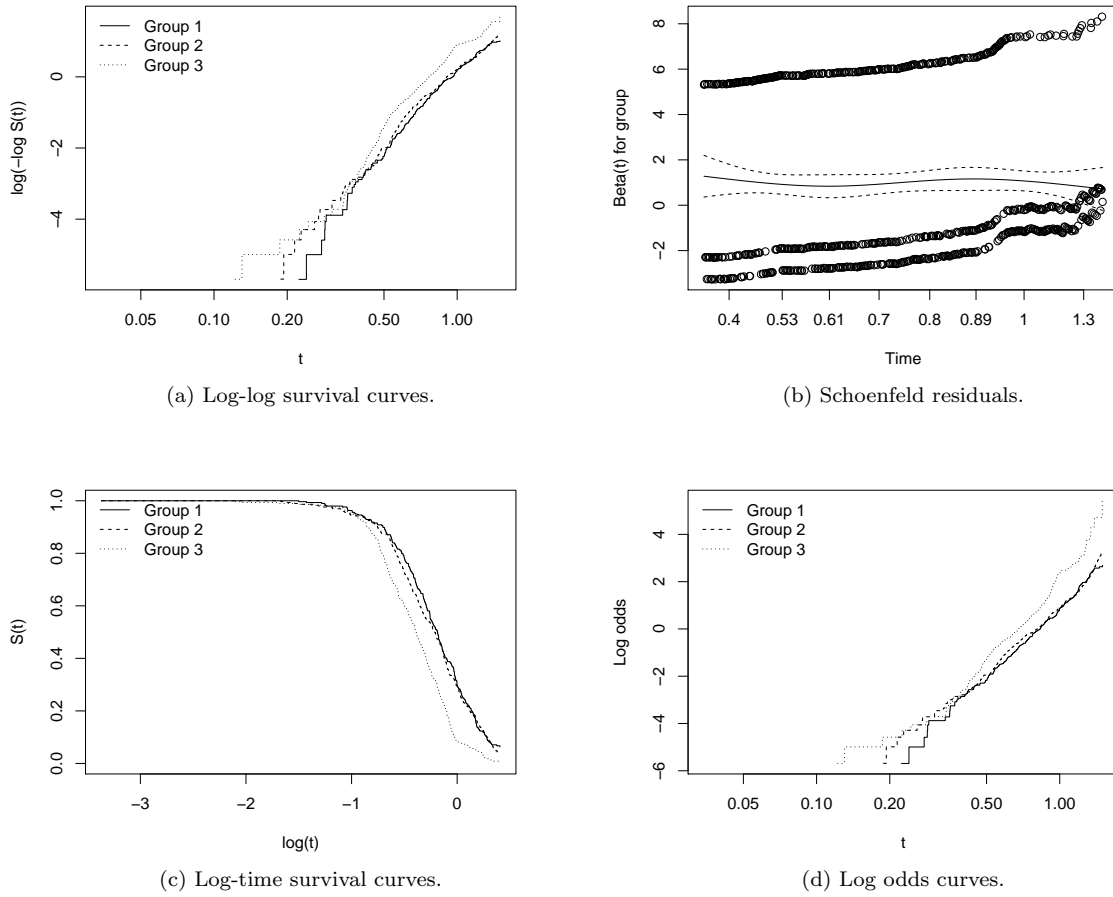 Group 1
Group 2
Group 3
log(−log S(t))
0
−2
−4
0.05 0.10 0.20 0.50 1.00
t
(a) Log-log survival curves.
Beta(t) for group
8
6
4
2
0
−2
0.4 0.53 0.61 0.7 0.8 0.89 1 1.3
Time
(b) Schoenfeld residuals.
Group 1
Group 2
Group 3
S(t)
1.0
0.8
0.6
0.4
0.2
0.0
−3 −2 −1 0
log(t)
(c) Log-time survival curves.
Group 1
Group 2
Group 3
Log odds
4
2
0
−2
−4
−6
0.05 0.10 0.20 0.50 1.00
t
(d) Log odds curves.